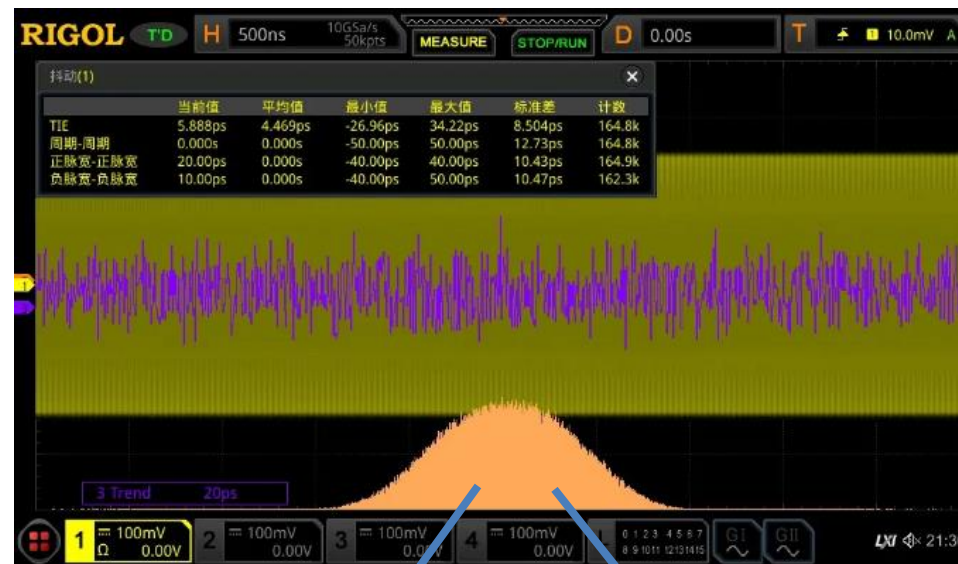 RIGOL T'D H 500ns 10GSa/s 50kpts MEASURE STOP/RUN D 0.00s T 1 10.0mV A
抖动(1)
当前值 平均值 最小值 最大值 标准差 计数
TIE 5.888ps 4.469ps -26.96ps 34.22ps 8.504ps 164.8k
周期-周期 0.000s 0.000s -50.00ps 50.00ps 12.73ps 164.8k
正脉宽-正脉宽 20.00ps 0.000s -40.00ps 40.00ps 10.43ps 164.9k
负脉宽-负脉宽 10.00ps 0.000s -40.00ps 50.00ps 10.47ps 162.3k
1
3 Trend 20ps
1 100mV Ω 0.00V 2 100mV 0.00V 3 100mV 0.00V 4 100mV 0.00V L 0 1 2 3 4 5 6 7 8 9 10 11 12 13 14 15 GI GII LXI 21:3